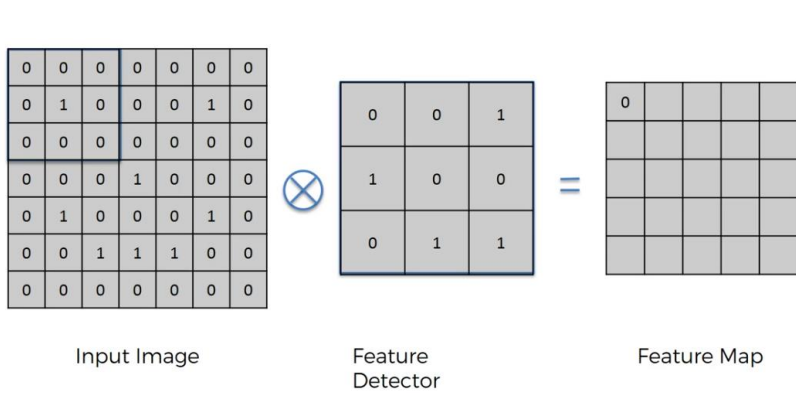 0 0 0 0 0 0 0
0 1 0 0 0 1 0
0 0 0 0 0 0 0
0 0 0 1 0 0 0
0 1 0 0 0 1 0
0 0 1 1 1 0 0
0 0 0 0 0 0 0
0 0 1
1 0 0
0 1 1
=
0
Input Image
Feature
Detector
Feature Map